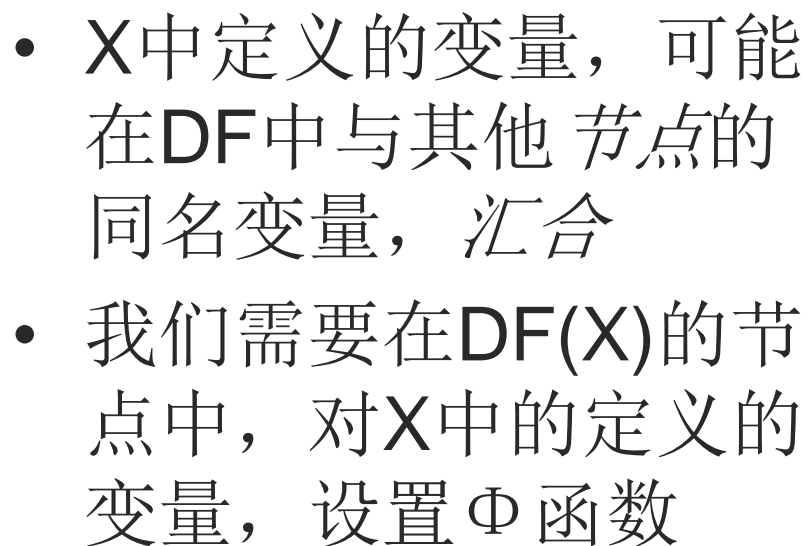 • X中定义的变量，可能
在DF中与其他 节点的
同名变量，汇合
• 我们需要在DF(X)的节
点中，对X中的定义的
变量，设置Φ函数